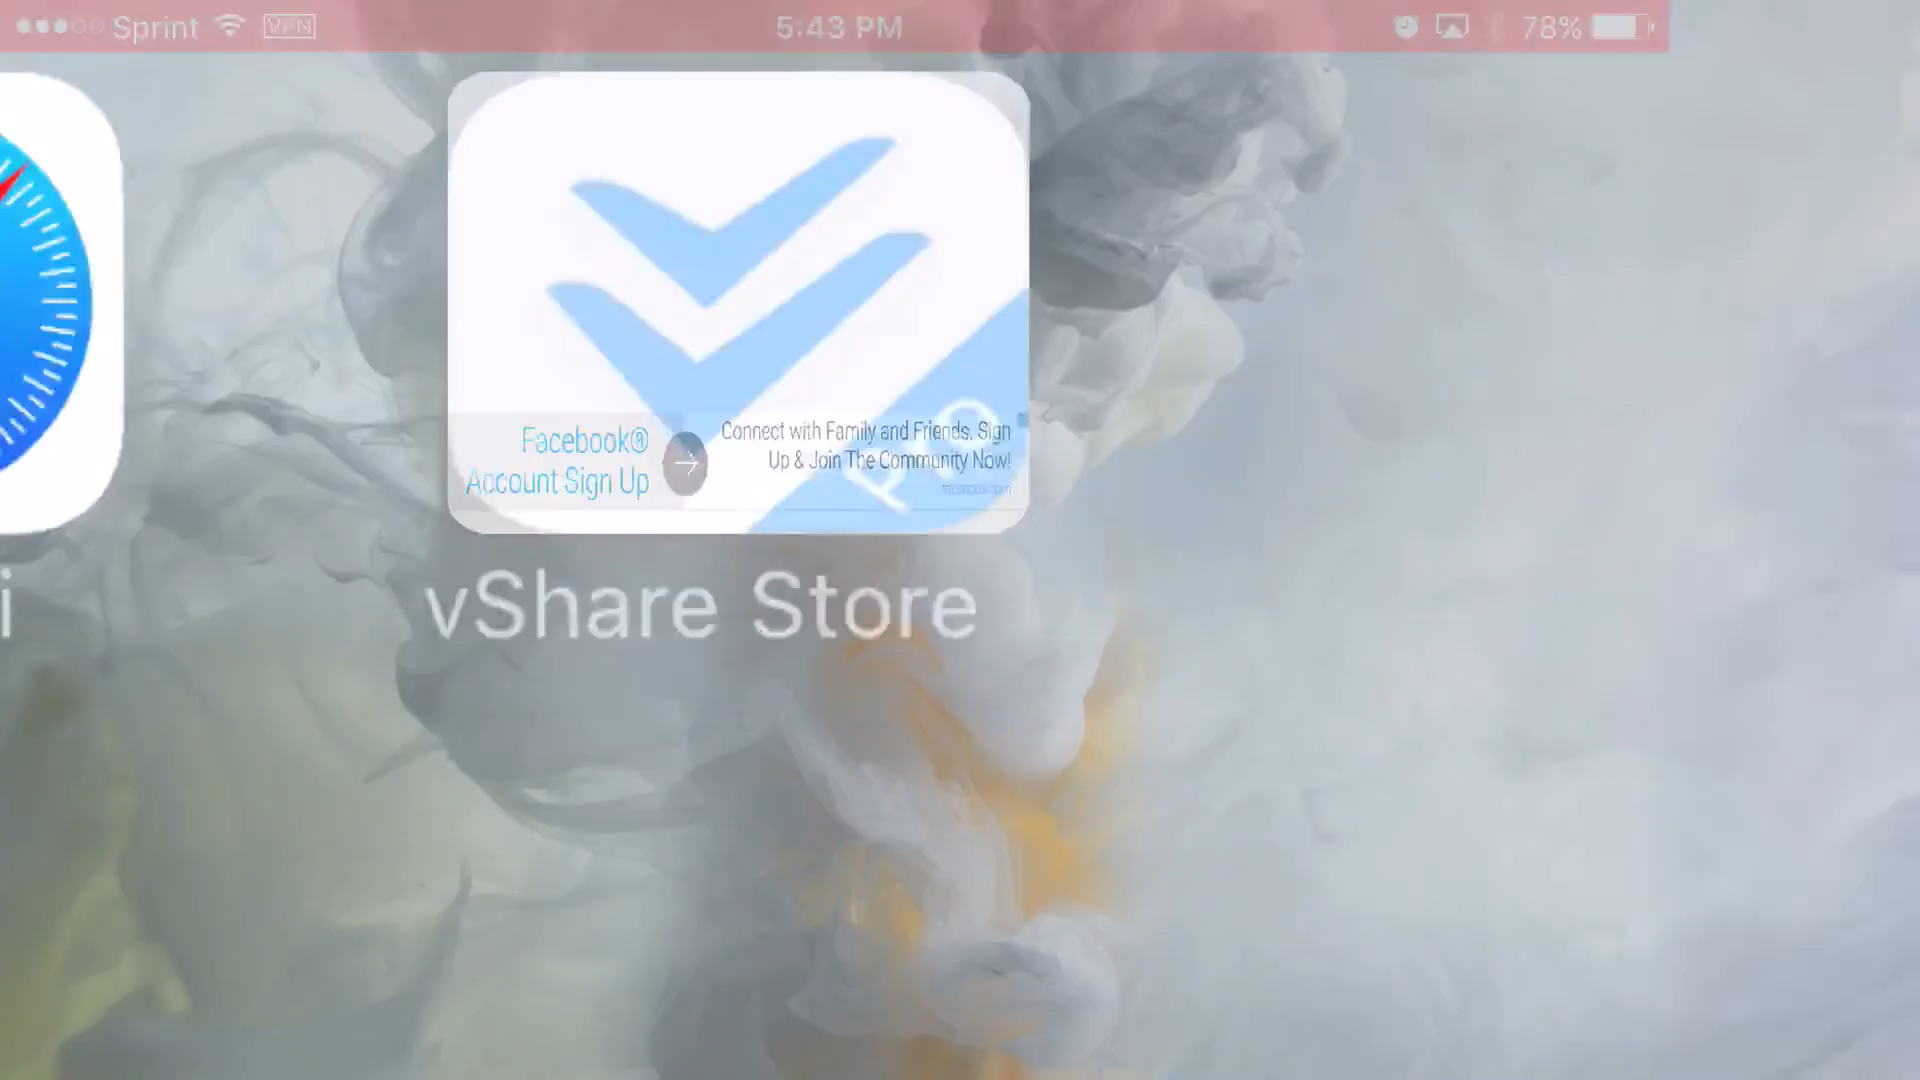 Sprint VPN 5:43 PM 78%
Facebook®
Account Sign Up
Connect with Family and Friends. Sign
Up & Join The Community Now!
pro
i
vShare Store